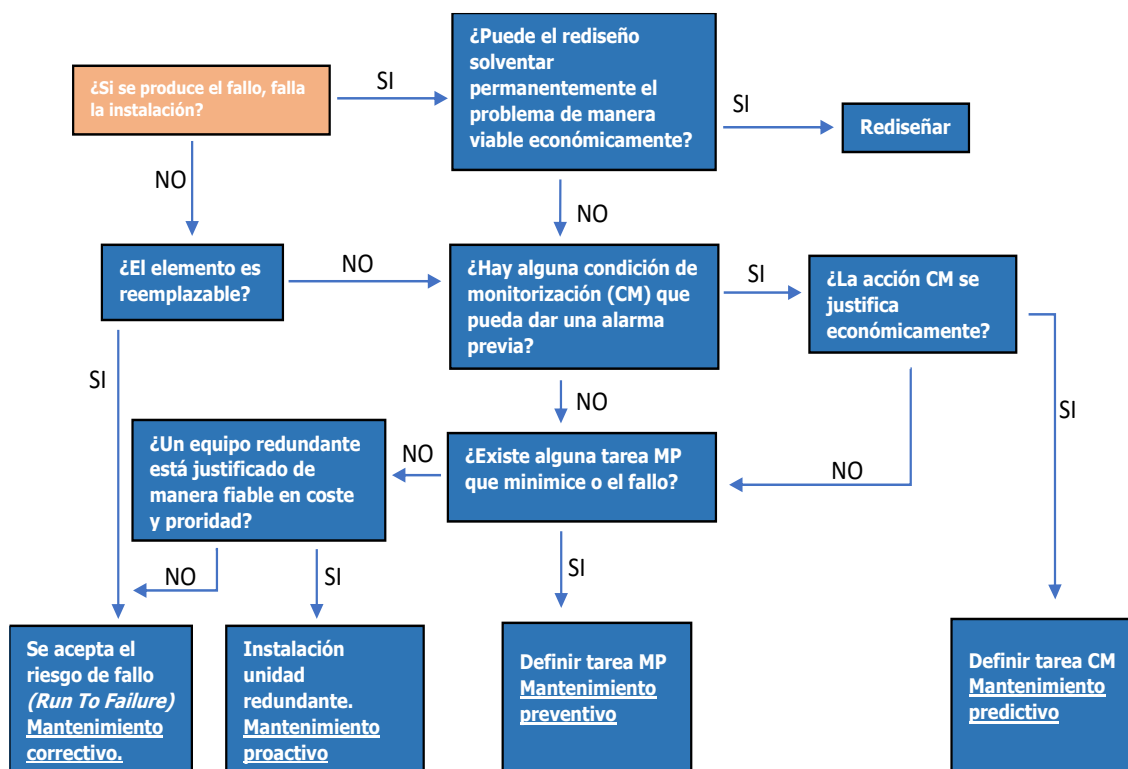 ¿Si se produce el fallo, falla
la instalación?
SI
¿Puede el rediseño
solventar
permanentemente el
problema de manera
viable económicamente?
SI
Rediseñar
NO
NO
¿El elemento es
reemplazable?
NO
¿Hay alguna condición de
monitorización (CM) que
pueda dar una alarma
previa?
SI
¿La acción CM se
justifica
económicamente?
SI
NO
SI
¿Un equipo redundante
está justificado de
manera fiable en coste
y proridad?
NO
¿Existe alguna tarea MP
que minimice o el fallo?
NO
NO
SI
SI
Se acepta el
riesgo de fallo
(Run To Failure)
Mantenimiento
correctivo.
Instalación
unidad
redundante.
Mantenimiento
proactivo
Definir tarea MP
Mantenimiento
preventivo
Definir tarea CM
Mantenimiento
predictivo